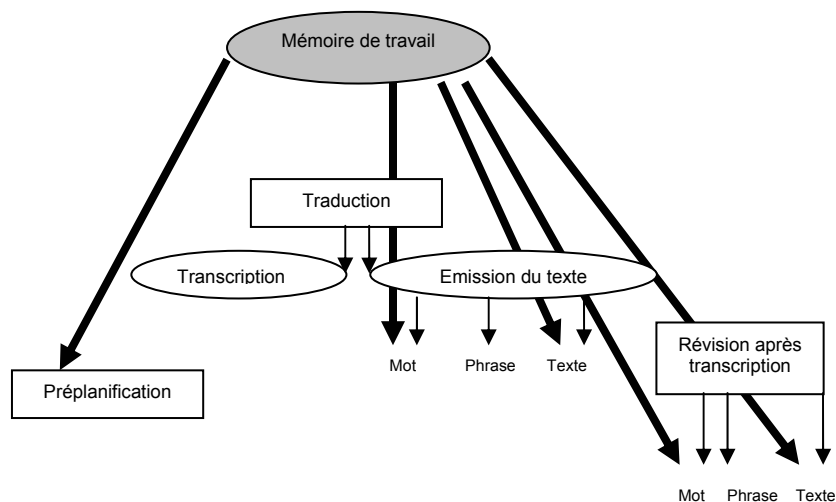 Mémoire de travail
Traduction
Transcription
Emission du texte
Mot Phrase Texte
Préplanification
Révision après
transcription
Mot Phrase Texte